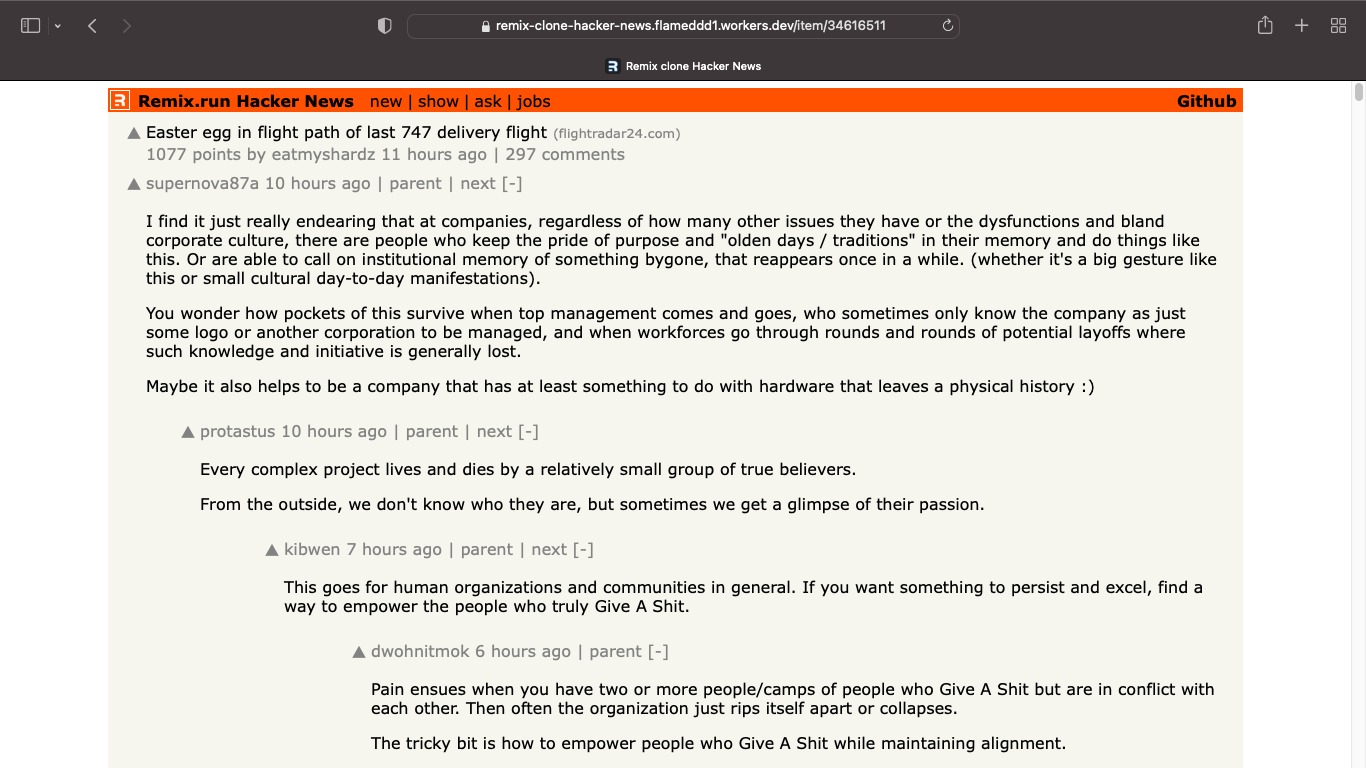 remix-clone-hacker-news.flameddd1.workers.dev/item/34616511
Remix clone Hacker News
Remix.run Hacker News new | show | ask | jobs Github
▲ Easter egg in flight path of last 747 delivery flight (flightradar24.com)
1077 points by eatmyshardz 11 hours ago | 297 comments
▲ supernova87a 10 hours ago | parent | next [-]
I find it just really endearing that at companies, regardless of how many other issues they have or the dysfunctions and bland
corporate culture, there are people who keep the pride of purpose and "olden days / traditions" in their memory and do things like
this. Or are able to call on institutional memory of something bygone, that reappears once in a while. (whether it's a big gesture like
this or small cultural day-to-day manifestations).
You wonder how pockets of this survive when top management comes and goes, who sometimes only know the company as just
some logo or another corporation to be managed, and when workforces go through rounds and rounds of potential layoffs where
such knowledge and initiative is generally lost.
Maybe it also helps to be a company that has at least something to do with hardware that leaves a physical history :)
▲ protastus 10 hours ago | parent | next [-]
Every complex project lives and dies by a relatively small group of true believers.
From the outside, we don't know who they are, but sometimes we get a glimpse of their passion.
▲ kibwen 7 hours ago | parent | next [-]
This goes for human organizations and communities in general. If you want something to persist and excel, find a
way to empower the people who truly Give A Shit.
▲ dwohnitmok 6 hours ago | parent [-]
Pain ensues when you have two or more people/camps of people who Give A Shit but are in conflict with
each other. Then often the organization just rips itself apart or collapses.
The tricky bit is how to empower people who Give A Shit while maintaining alignment.